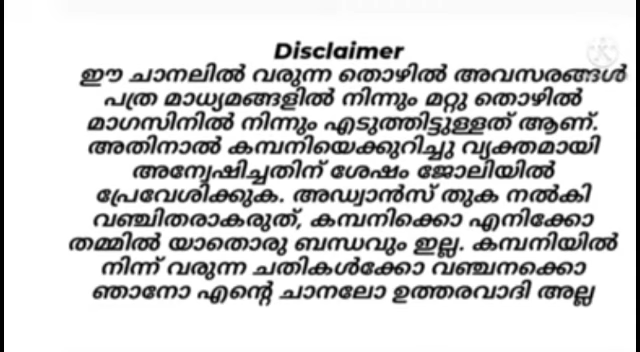 Disclaimer
ഈ ചാനലിൽ വരുന്ന തൊഴിൽ അവസരങ്ങൾ
പത്ര മാധ്യമങ്ങളിൽ നിന്നും മറ്റു തൊഴിൽ
മാഗസിനിൽ നിന്നും എടുത്തിട്ടുള്ളത് ആണ്.
അതിനാൽ കമ്പനിയെക്കുറിച്ചു വ്യക്തമായി
അന്വേഷിച്ചതിന് ശേഷം ജോലിയിൽ
പ്രേവേശിക്കുക. അഡ്വാൻസ് തുക നൽകി
വഞ്ചിതരാകരുത്, കമ്പനിക്കൊ എനിക്കോ
തമ്മിൽ യാതൊരു ബന്ധവും ഇല്ല. കമ്പനിയിൽ
നിന്ന് വരുന്ന ചതികൾക്കോ വഞ്ചനക്കൊ
ഞാനോ എന്റെ ചാനലോ ഉത്തരവാദി അല്ല